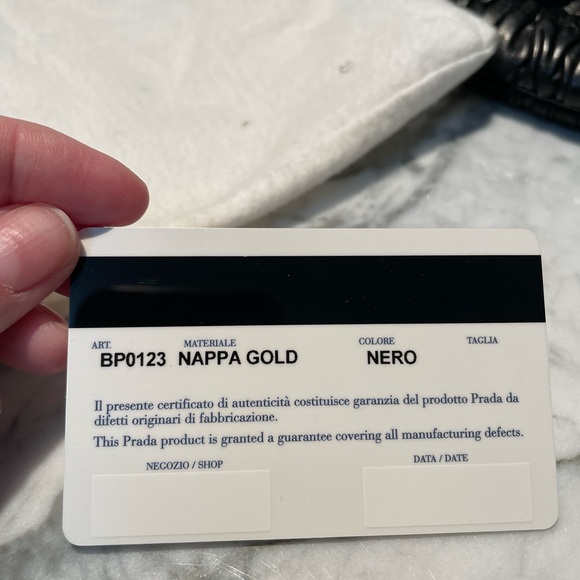 ART. MATERIALE COLORE TAGLIA
BP0123 NAPPA GOLD NERO
Il presente certificato di autenticità costituisce garanzia del prodotto Prada da
difetti originari di fabbricazione.
This Prada product is granted a guarantee covering all manufacturing defects.
NEGOZIO / SHOP DATA / DATE